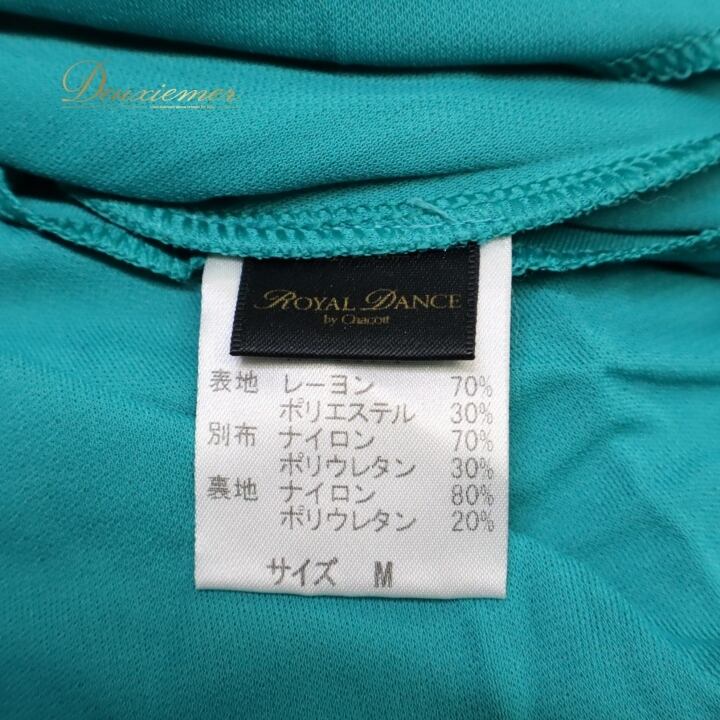 Deuxiemer
ROYAL DANCE
by Chacott
表地 レーヨン 70%
ポリエステル 30%
別布 ナイロン 70%
ポリウレタン 30%
裏地 ナイロン 80%
ポリウレタン 20%
サイズ M